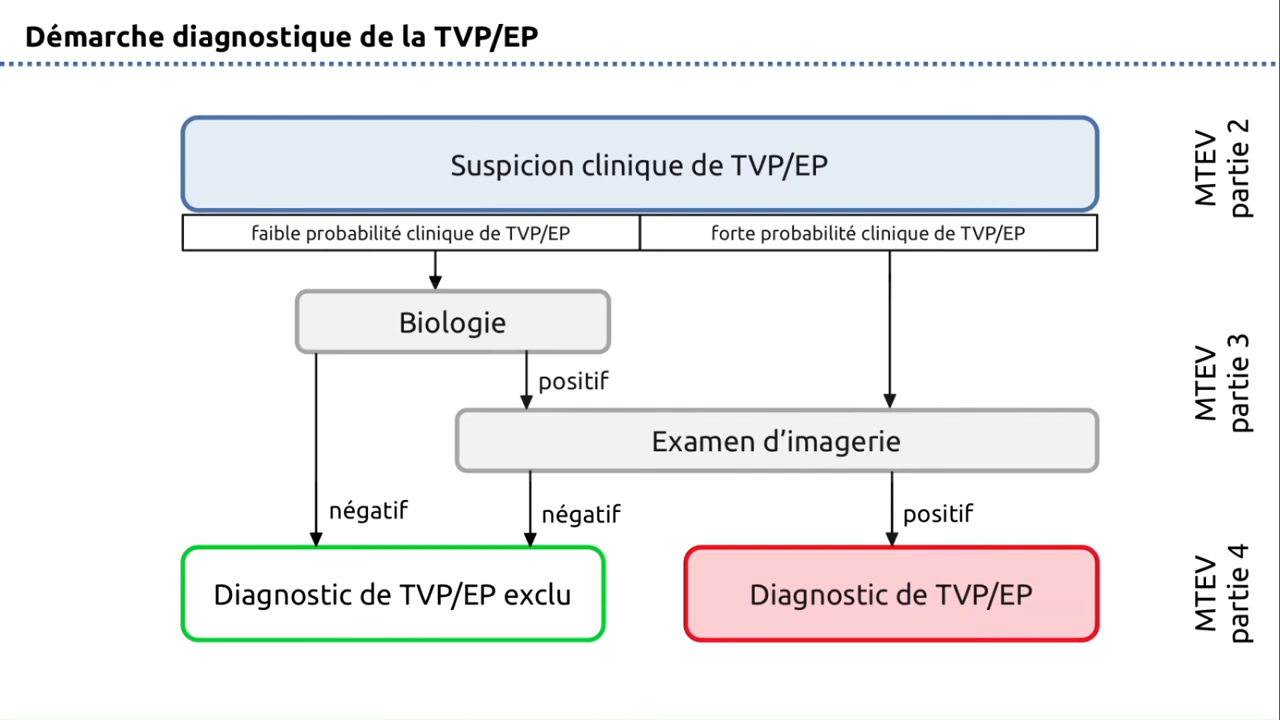 Démarche diagnostique de la TVP/EP
Suspicion clinique de TVP/EP
faible probabilité clinique de TVP/EP
forte probabilité clinique de TVP/EP
MTEV
partie 2
Biologie
positif
Examen d’imagerie
MTEV
partie 3
négatif
négatif
positif
Diagnostic de TVP/EP exclu
Diagnostic de TVP/EP
MTEV
partie 4